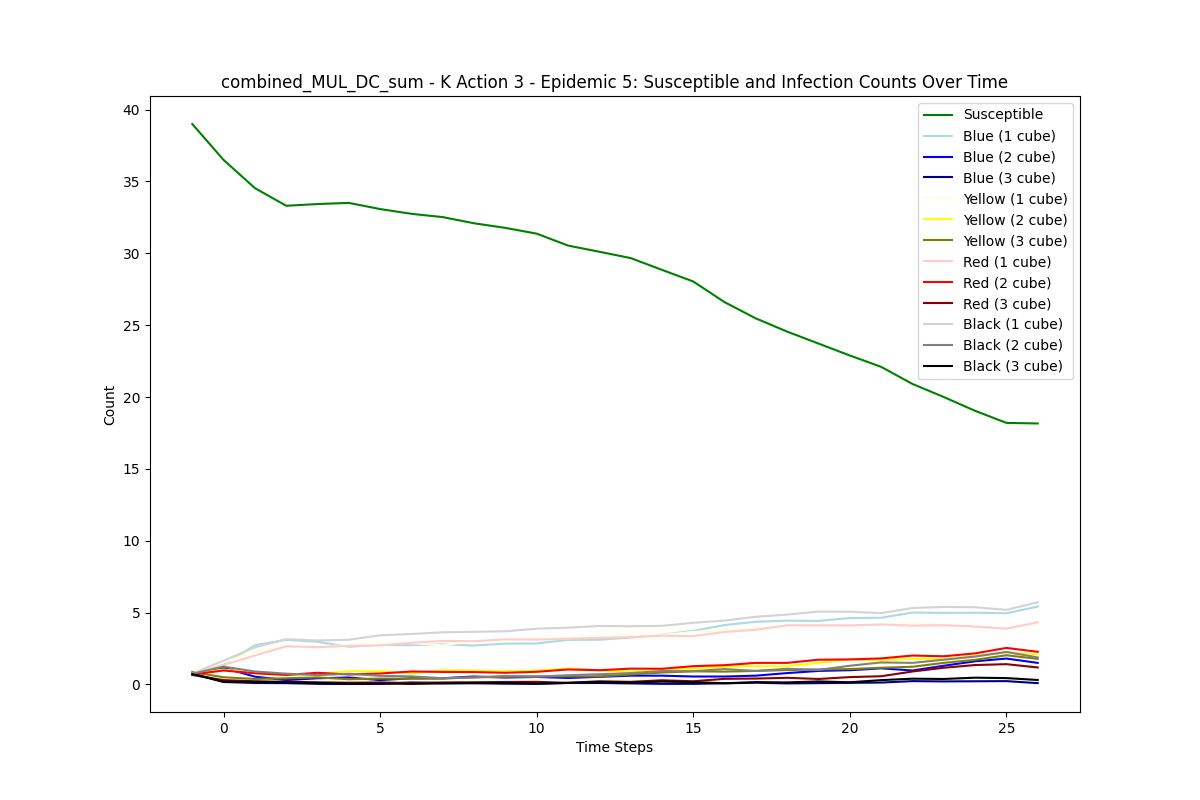 combined_MUL_DC_sum - K Action 3 - Epidemic 5: Susceptible and Infection Counts Over Time
40
35
30
25
20
15
10
5
0
Count
Susceptible
Blue (1 cube)
Blue (2 cube)
Blue (3 cube)
Yellow (1 cube)
Yellow (2 cube)
Yellow (3 cube)
Red (1 cube)
Red (2 cube)
Red (3 cube)
Black (1 cube)
Black (2 cube)
Black (3 cube)
0 5 10 15 20 25
Time Steps